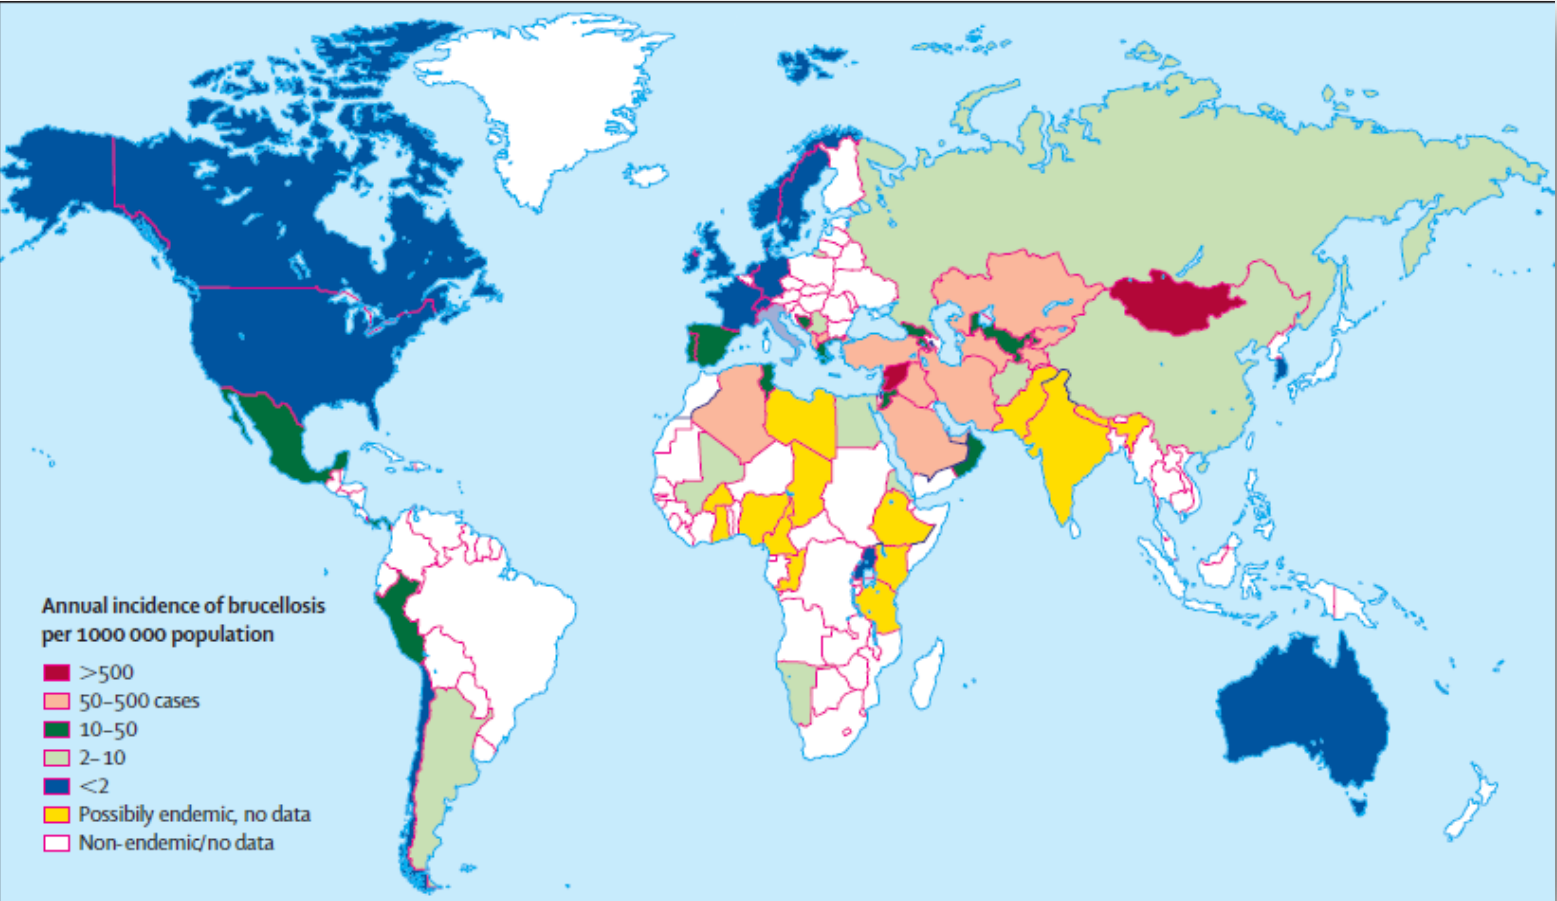 Annual incidence of brucellosis
per 1000 000 population
>500
50–500 cases
10–50
2–10
<2
Possibily endemic, no data
Non-endemic/no data